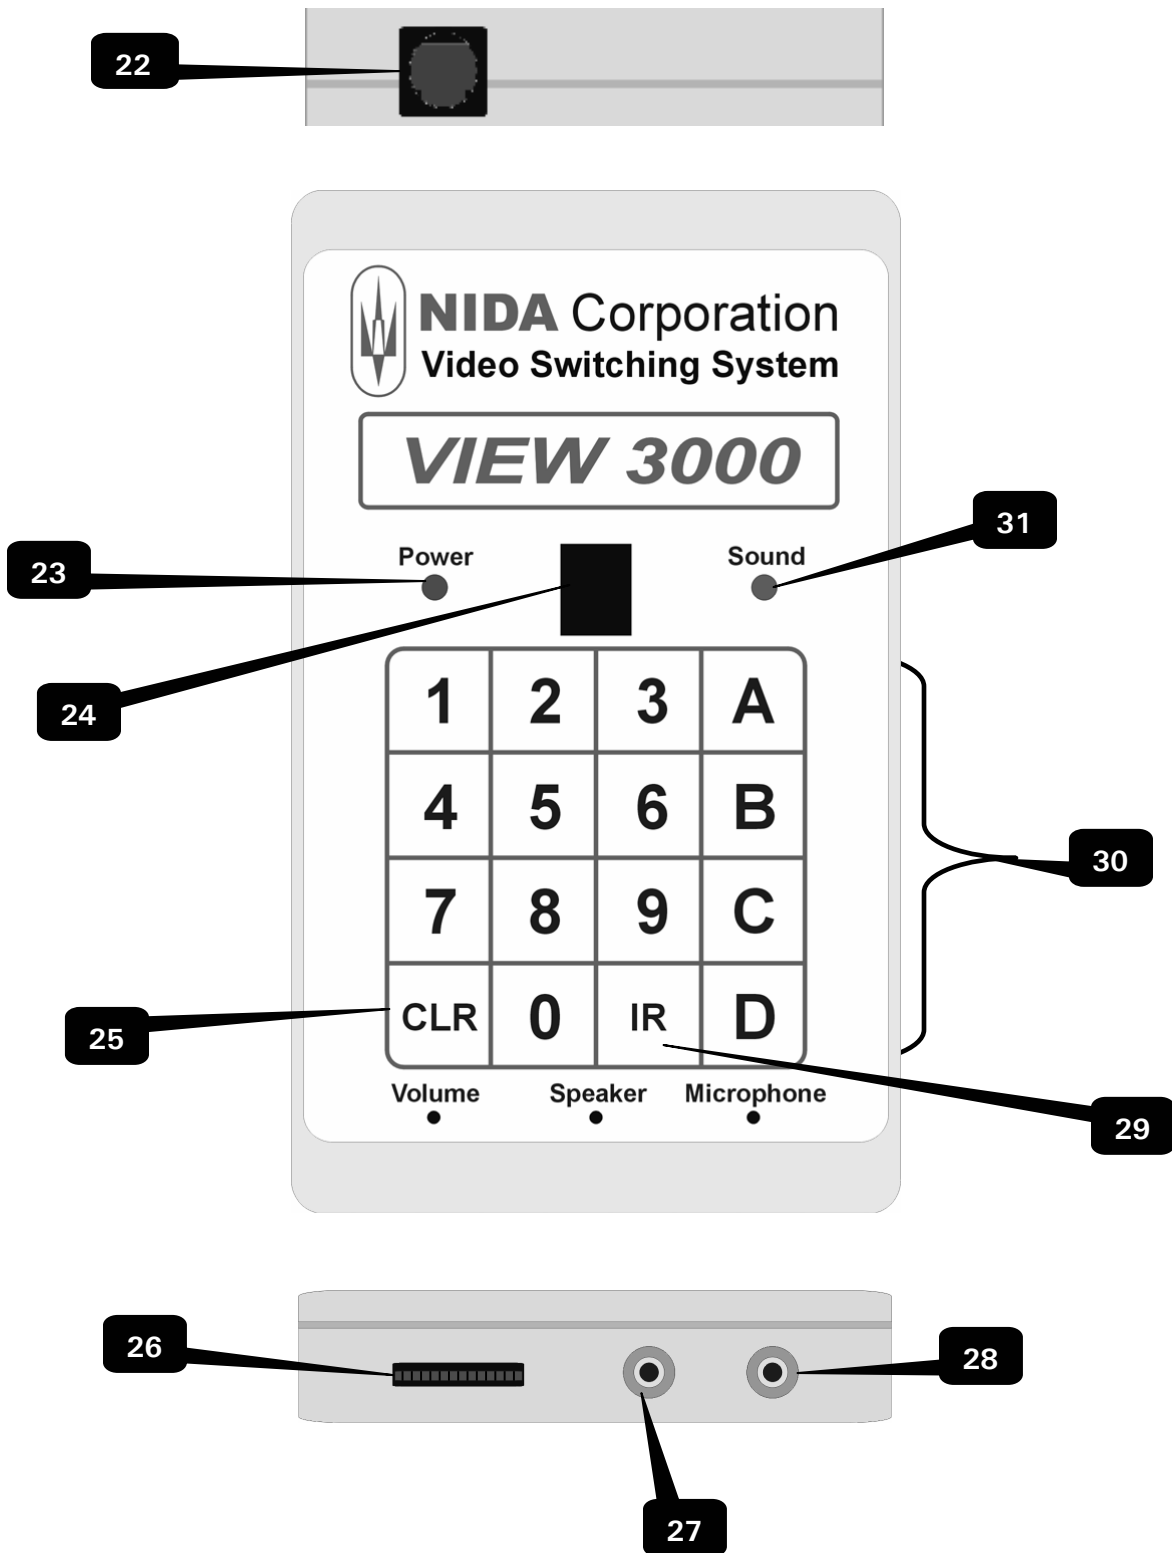 22
NIDA Corporation
Video Switching System
VIEW 3000
31
Power
Sound
23
24
1 2 3 A
4 5 6 B
30
7 8 9 C
CLR 0 IR D
25
Volume Speaker Microphone
29
26
28
27